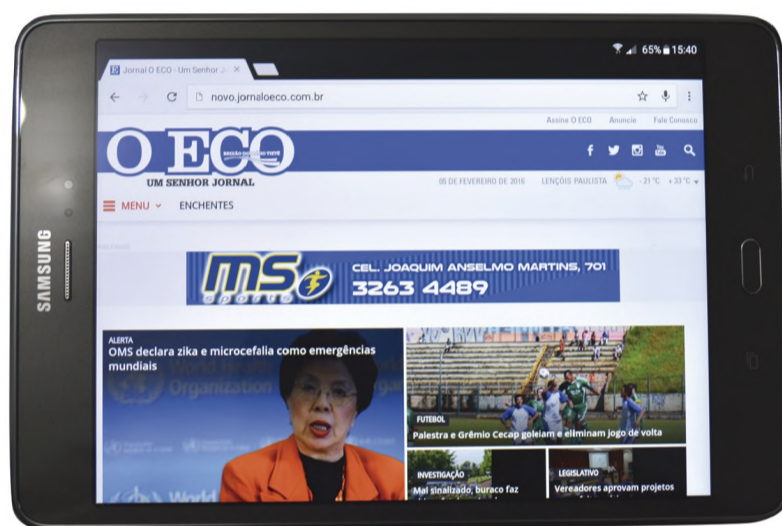 65% 15:40
Jornal O ECO - Um Senhor J
novo.jornaloeco.com.br
Assine O ECO Anuncie Fale Conosco
O ECO
UM SENHOR JORNAL
05 DE FEVEREIRO DE 2016 LENÇÓIS PAULISTA - 21 °C + 33 °C
MENU ENCHENTES
SAMSUNG
ms sports
CEL. JOAQUIM ANSELMO MARTINS, 701
3263 4489
ALERTA
OMS declara zika e microcefalia como emergências
mundiais
World Health
Organization
World
FUTEBOL
Palestra e Grêmio Cecap goleiam e eliminam jogo de volta
INVESTIGAÇÃO
Mal sinalizado, buraco faz
LEGISLATIVO
Vereadores aprovam projetos